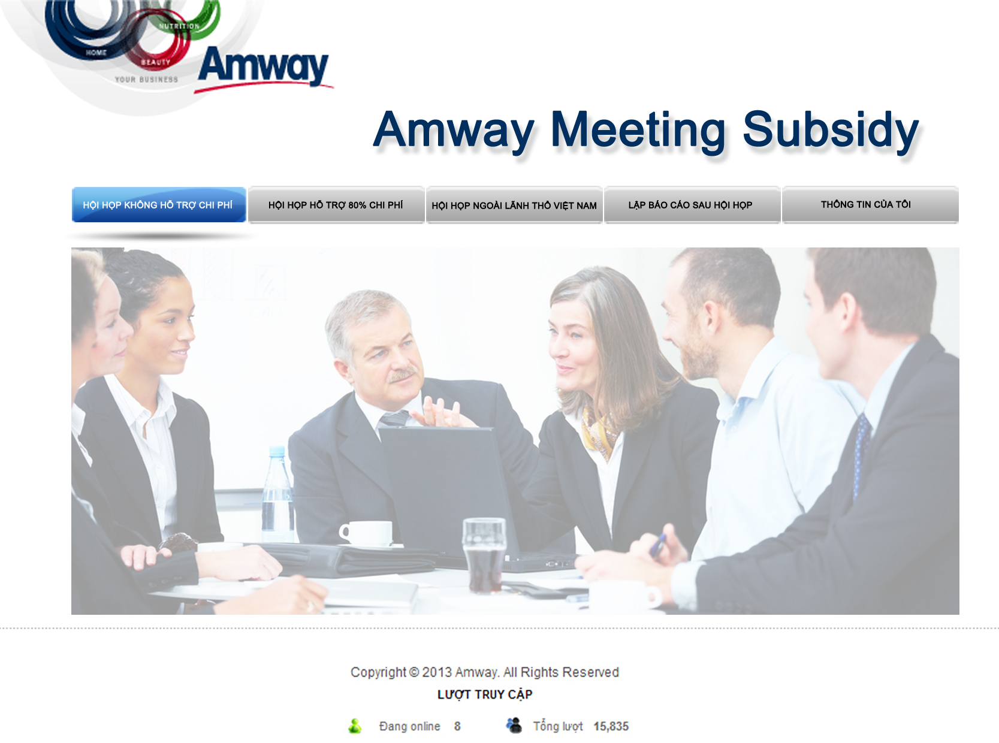 NUTRITION
HOME
BEAUTY
YOUR BUSINESS
Amway
Amway Meeting Subsidy
HỘI HỌP KHÔNG HỖ TRỢ CHI PHÍ
HỘI HỌP HỖ TRỢ 80% CHI PHÍ
HỘI HỌP NGOÀI LÃNH THỔ VIỆT NAM
LẬP BÁO CÁO SAU HỘI HỌP
THÔNG TIN CỦA TÔI
Copyright © 2013 Amway. All Rights Reserved
LƯỢT TRUY CẬP
Đang online 8 Tổng lượt 15,835